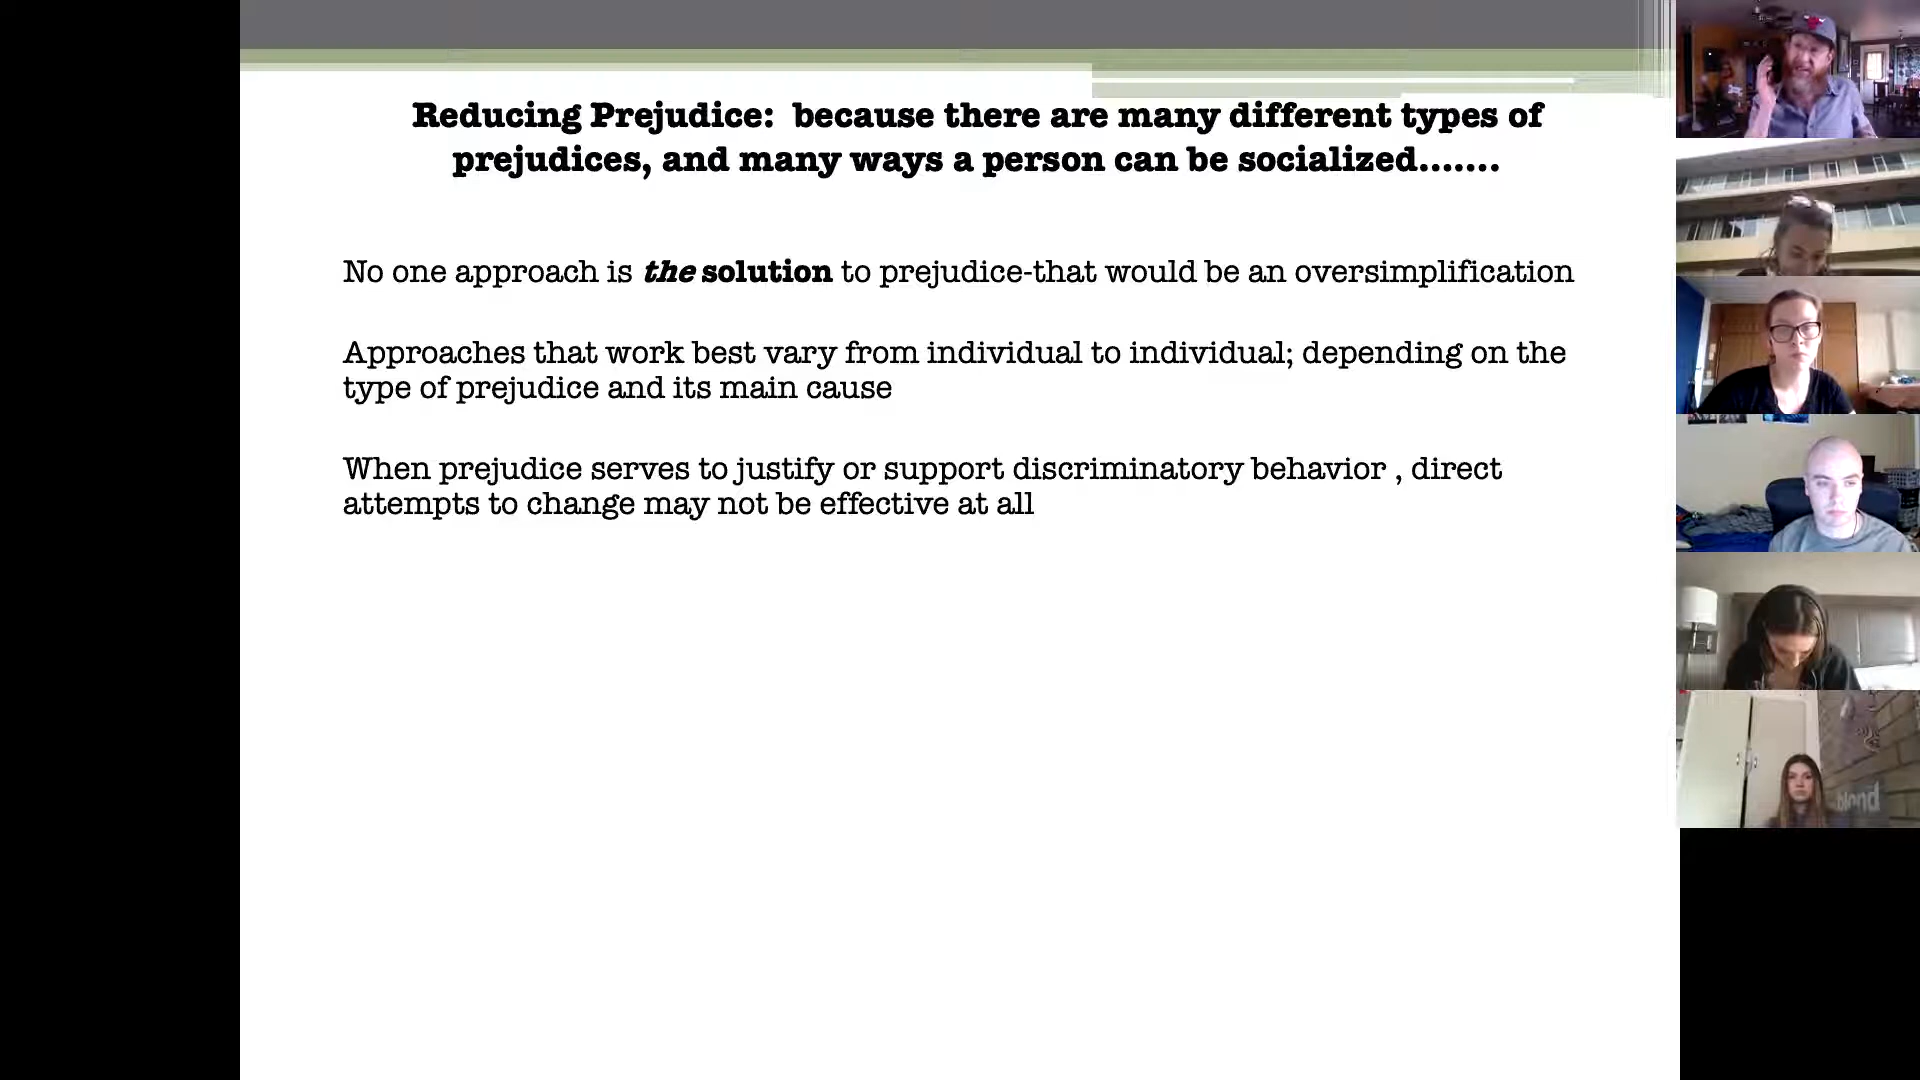 Reducing Prejudice: because there are many different types of
prejudices, and many ways a person can be socialized.......
No one approach is the solution to prejudice-that would be an oversimplification
Approaches that work best vary from individual to individual; depending on the
type of prejudice and its main cause
When prejudice serves to justify or support discriminatory behavior , direct
attempts to change may not be effective at all
blond